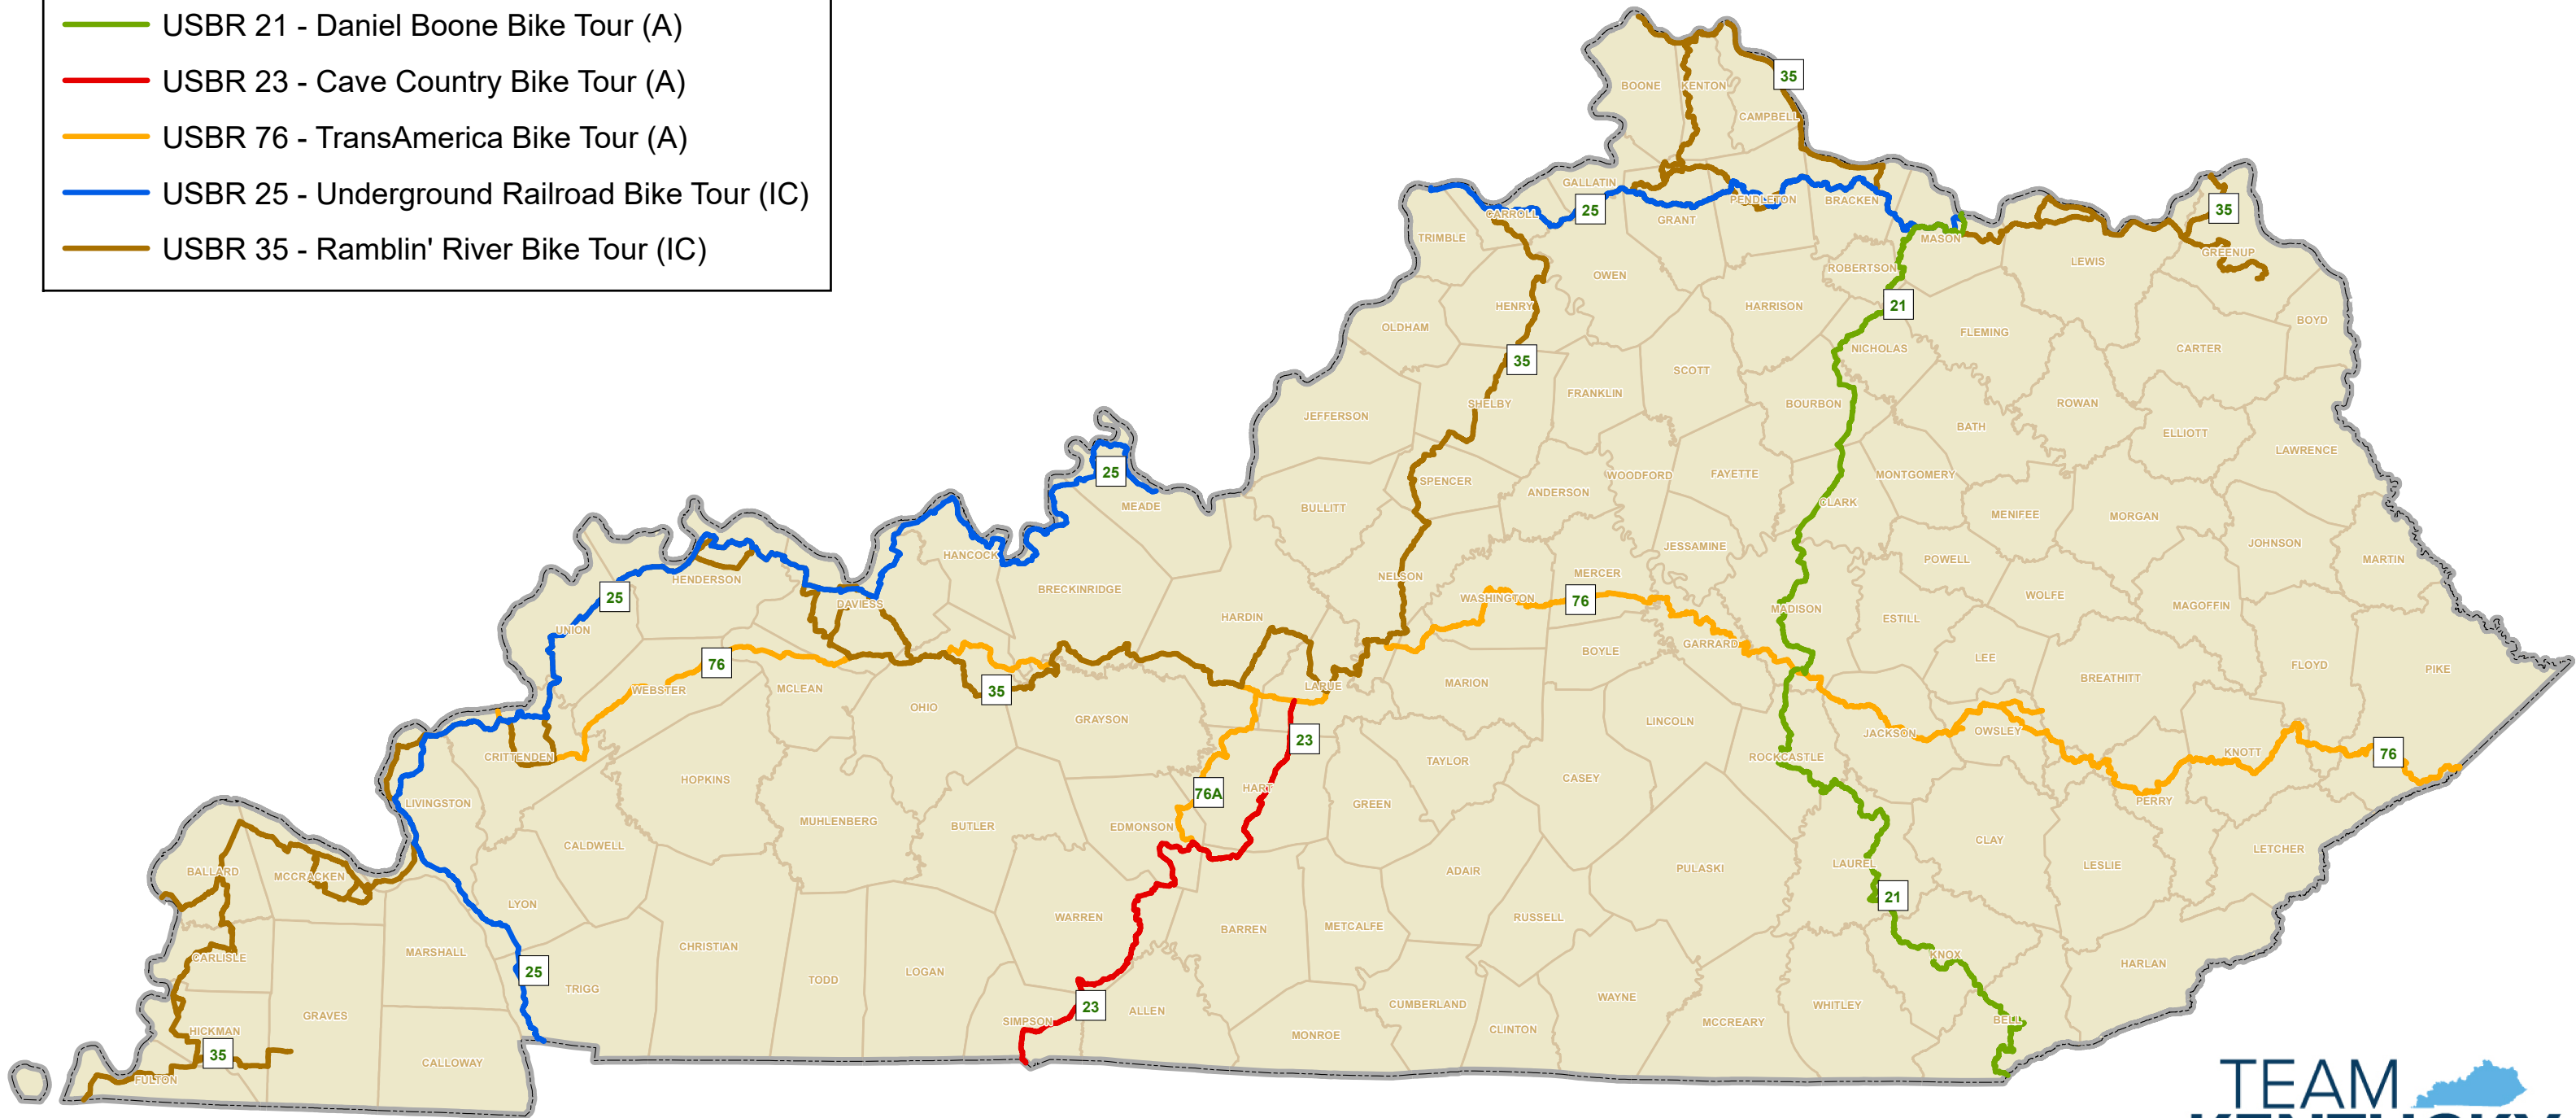 USBR 21 - Daniel Boone Bike Tour (A)
USBR 23 - Cave Country Bike Tour (A)
USBR 76 - TransAmerica Bike Tour (A)
USBR 25 - Underground Railroad Bike Tour (IC)
USBR 35 - Ramblin' River Bike Tour (IC)
35
BOONE
KENTON
CAMPBELL
GALLATIN
25
CARROLL
GRANT
PENDLETON
BRACKEN
35
TRIMBLE
MASON
GREENUP
OWEN
ROBERTSON
LEWIS
HENRY
HARRISON
21
OLDHAM
FLEMING
BOYD
35
NICHOLAS
CARTER
SCOTT
FRANKLIN
SHELBY
BOURBON
ROWAN
JEFFERSON
BATH
ELLIOTT
LAWRENCE
25
SPENCER
WOODFORD
FAYETTE
MONTGOMERY
ANDERSON
MEADE
BULLITT
CLARK
MENIFEE
MORGAN
HANCOCK
JESSAMINE
JOHNSON
MARTIN
HENDERSON
NELSON
MERCER
POWELL
BRECKINRIDGE
25
DAVIESS
WASHINGTON
76
MADISON
WOLFE
MAGOFFIN
UNION
HARDIN
ESTILL
GARRARD
BOYLE
LEE
76
FLOYD
PIKE
WEBSTER
MCLEAN
35
LARUE
MARION
BREATHITT
OHIO
GRAYSON
LINCOLN
JACKSON
OWSLEY
23
CRITTENDEN
TAYLOR
ROCKCASTLE
KNOTT
76
HOPKINS
76A
HART
CASEY
LIVINGSTON
GREEN
PERRY
MUHLENBERG
BUTLER
EDMONSON
CALDWELL
CLAY
LETCHER
BALLARD
MCCRACKEN
ADAIR
PULASKI
LAUREL
LESLIE
21
LYON
WARREN
BARREN
METCALFE
RUSSELL
MARSHALL
CHRISTIAN
CARLISLE
KNOX
HARLAN
25
TRIGG
TODD
LOGAN
23
ALLEN
CUMBERLAND
WAYNE
WHITLEY
GRAVES
SIMPSON
BELL
HICKMAN
MONROE
CLINTON
MCCREARY
35
CALLOWAY
FULTON
TEAM
KENTUCKY